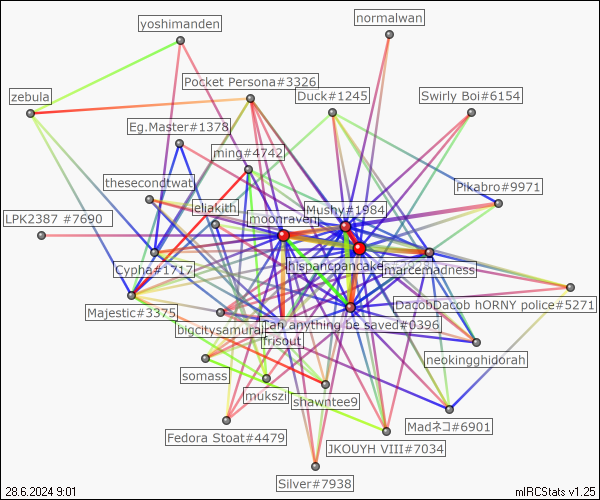 yoshimanden
normalwan
Pocket Persona#3326
zebula
Duck#1245
Swirly Boi#6154
Eg.Master#1378
ming#4742
thesecondtwat
Pikabro#9971
eliakith
Mushy#1984
LPK2387 #7690
moonraven
Cypha#1717
hispancpancake
marcemadness
Majestic#3375
DacobDacob hORNY police#5271
bigcitysamurai
can anything be saved#0396
frisout
neokingghidorah
somass
mukszi
shawntee9
Madネコ#6901
Fedora Stoat#4479
JKOUYH VIII#7034
Silver#7938
28.6.2024 9:01
mIRCStats v1.25